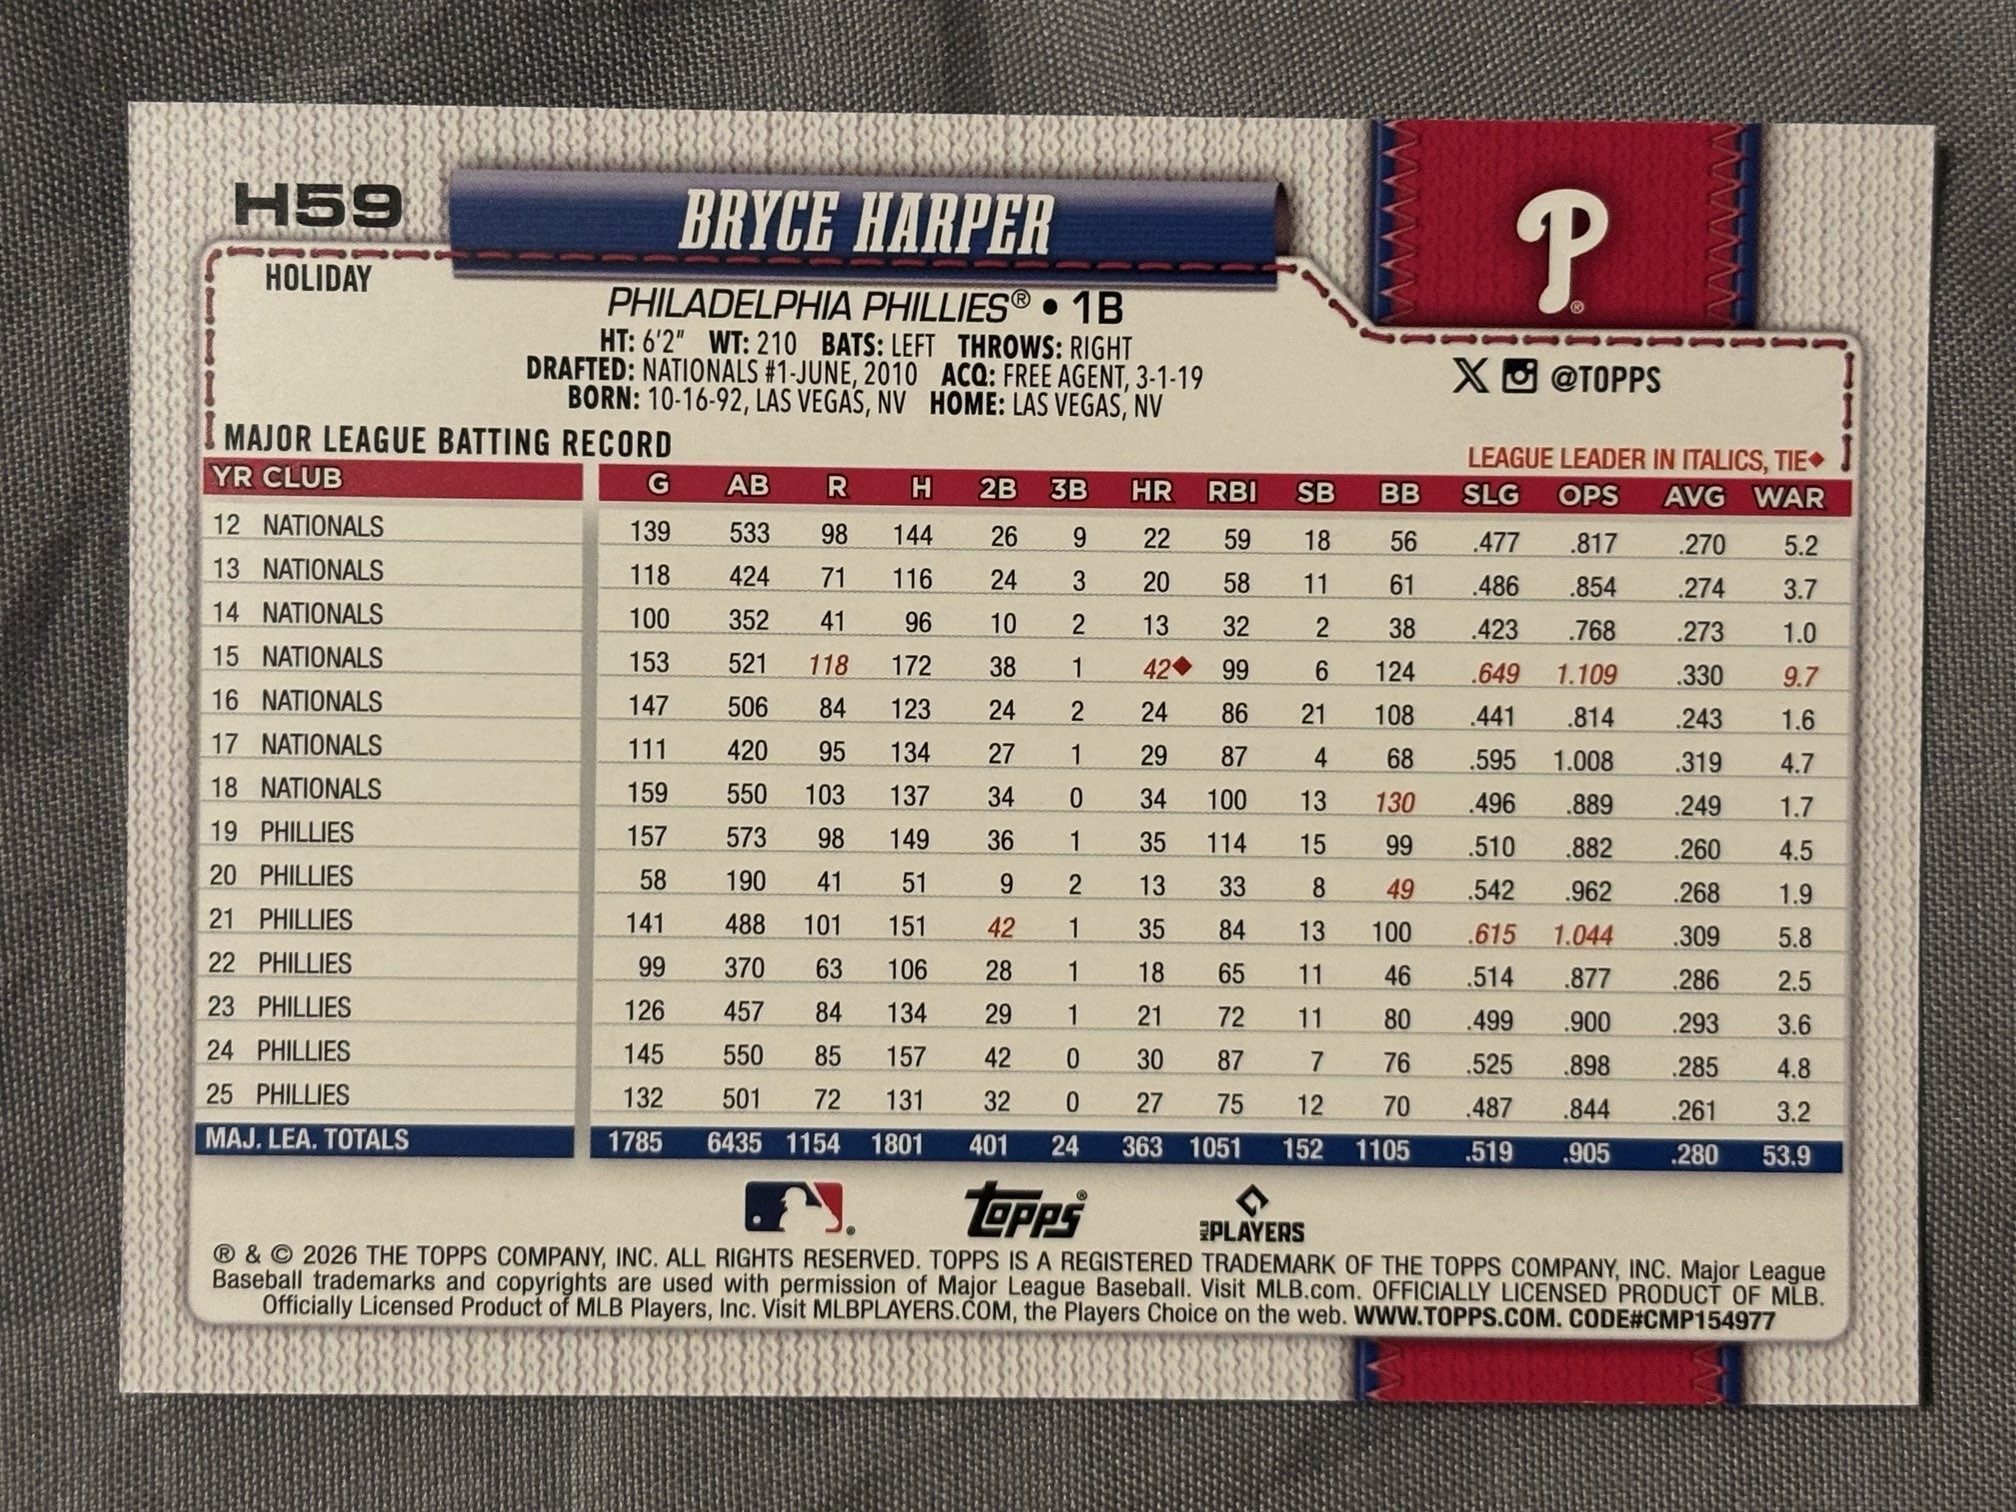 H59
BRYCE HARPER
P®
HOLIDAY
PHILADELPHIA PHILLIES® • 1B
HT: 6'2" WT: 210 BATS: LEFT THROWS: RIGHT
DRAFTED: NATIONALS #1-JUNE, 2010 ACQ: FREE AGENT, 3-1-19
BORN: 10-16-92, LAS VEGAS, NV HOME: LAS VEGAS, NV
X @TOPPS
MAJOR LEAGUE BATTING RECORD
LEAGUE LEADER IN ITALICS, TIE◆
YR CLUB G AB R H 2B 3B HR RBI SB BB SLG OPS AVG WAR
12 NATIONALS 139 533 98 144 26 9 22 59 18 56 .477 .817 .270 5.2
13 NATIONALS 118 424 71 116 24 3 20 58 11 61 .486 .854 .274 3.7
14 NATIONALS 100 352 41 96 10 2 13 32 2 38 .423 .768 .273 1.0
15 NATIONALS 153 521 118 172 38 1 42◆ 99 6 124 .649 1.109 .330 9.7
16 NATIONALS 147 506 84 123 24 2 24 86 21 108 .441 .814 .243 1.6
17 NATIONALS 111 420 95 134 27 1 29 87 4 68 .595 1.008 .319 4.7
18 NATIONALS 159 550 103 137 34 0 34 100 13 130 .496 .889 .249 1.7
19 PHILLIES 157 573 98 149 36 1 35 114 15 99 .510 .882 .260 4.5
20 PHILLIES 58 190 41 51 9 2 13 33 8 49 .542 .962 .268 1.9
21 PHILLIES 141 488 101 151 42 1 35 84 13 100 .615 1.044 .309 5.8
22 PHILLIES 99 370 63 106 28 1 18 65 11 46 .514 .877 .286 2.5
23 PHILLIES 126 457 84 134 29 1 21 72 11 80 .499 .900 .293 3.6
24 PHILLIES 145 550 85 157 42 0 30 87 7 76 .525 .898 .285 4.8
25 PHILLIES 132 501 72 131 32 0 27 75 12 70 .487 .844 .261 3.2
MAJ. LEA. TOTALS 1785 6435 1154 1801 401 24 363 1051 152 1105 .519 .905 .280 53.9
® topps® MLB PLAYERS
® & © 2026 THE TOPPS COMPANY, INC. ALL RIGHTS RESERVED. TOPPS IS A REGISTERED TRADEMARK OF THE TOPPS COMPANY, INC. Major League
Baseball trademarks and copyrights are used with permission of Major League Baseball. Visit MLB.com. OFFICIALLY LICENSED PRODUCT OF MLB.
Officially Licensed Product of MLB Players, Inc. Visit MLBPLAYERS.COM, the Players Choice on the web. WWW.TOPPS.COM. CODE#CMP154977